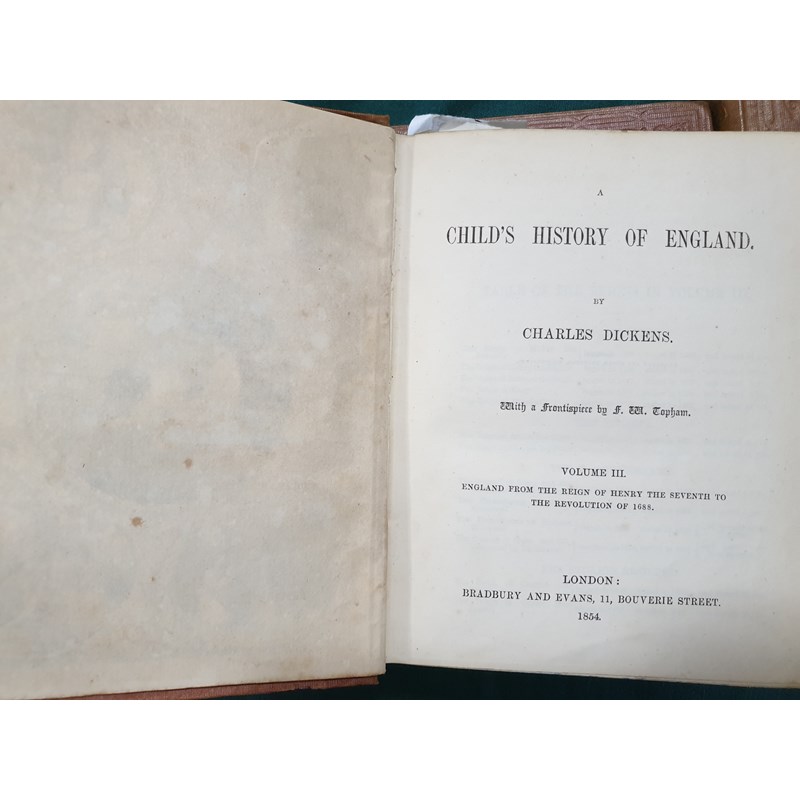 A
CHILD'S HISTORY OF ENGLAND.
BY
CHARLES DICKENS.
With a Frontispiece by F. W. Topham.
VOLUME III.
ENGLAND FROM THE REIGN OF HENRY THE SEVENTH TO
THE REVOLUTION OF 1688.
LONDON:
BRADBURY AND EVANS, 11, BOUVERIE STREET.
1854.